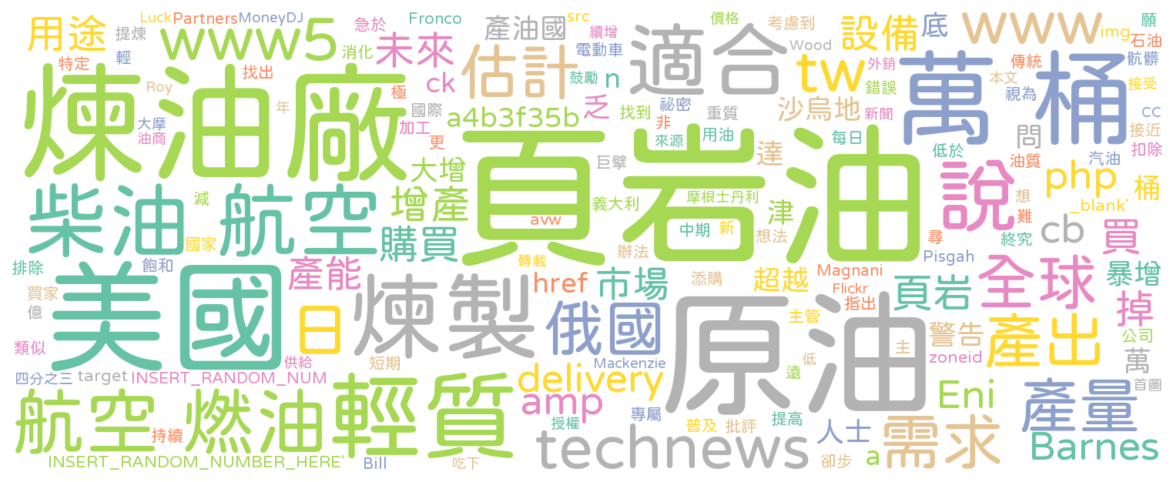 Luck Partners MoneyDJ 急於 Fronco 產油國 src 續增 價格 考慮到 設備 底 www img 願
用途 提煉 www5 未來 電動車 適合 Wood 外銷 石油
特定 輕 找出 消化 估計 鼓勵 n tw 錯誤 萬桶 傳統 骯髒
煉油廠 Roy 極 ck 乏 找到 祕密 重質 沙烏地 新聞 本文 視為 接受
年 國際 a4b3f35b 非 來源 用油 每日 問 cc
大摩 油商 加工 更 頁岩油 巨擘 達 低於 油質 汽油 接近 扣除
柴油 航空 減 大增 增產 義大利 摩根士丹利 津 說 php 桶
國家 購買 avw 轉載 中期 新 想法 尋 想 難 終究 _blank' 買
排除 飽和 辦法 cb Pisgah
美國 日 產能 煉製 href 市場 添購 超越 Magnani Flickr 指出 頁岩 全球 暴增 掉
買家 億 俄國 原油 主管 警告 產出 公司
類似 供給 短期 Mackenzie 低 主 zoneid 萬
四分之三 target INSERT_RANDOM_NUM delivery 遠 Eni 產量 首圖
航空 燃油 輕質 amp 專屬 普及 批評 提高 人士 需求
持續 授權 technews 卻步 a Barnes
INSERT_RANDOM_NUMBER_HERE' Bill 吃下